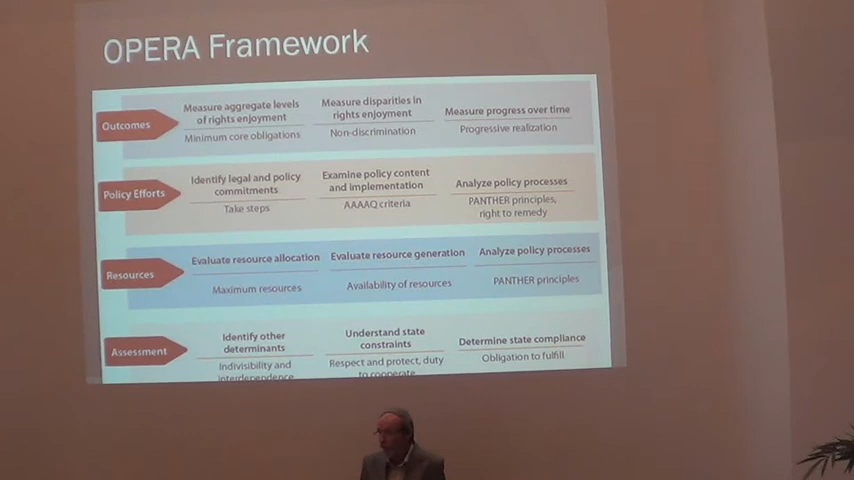 OPERA Framework
Outcomes
Measure aggregate levels
of rights enjoyment
Minimum core obligations
Measure disparities in
rights enjoyment
Non-discrimination
Measure progress over time
Progressive realization
Policy Efforts
Identify legal and policy
commitments
Take steps
Examine policy content
and implementation
AAAAQ criteria
Analyze policy processes
PANTHER principles,
right to remedy
Resources
Evaluate resource allocation
Maximum resources
Evaluate resource generation
Availability of resources
Analyze policy processes
PANTHER principles
Assessment
Identify other
determinants
Indivisibility and
interdependence
Understand state
constraints
Respect and protect, duty
to cooperate
Determine state compliance
Obligation to fulfill